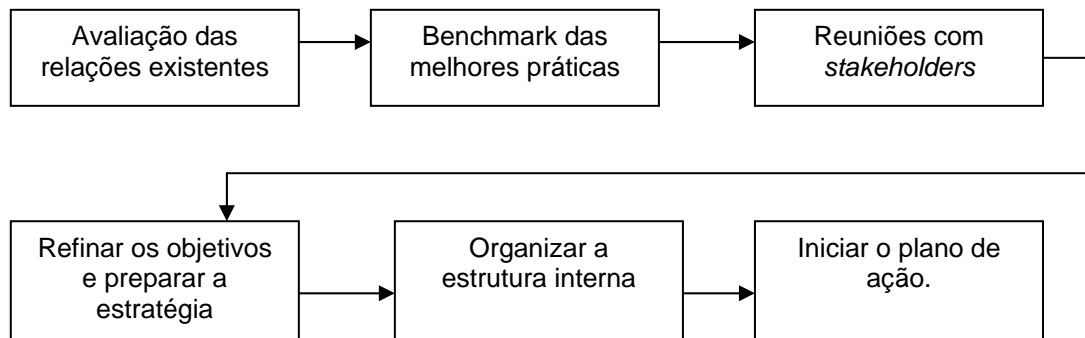 Avaliação das
relações existentes
Benchmark das
melhores práticas
Reuniões com
stakeholders
Refinar os objetivos
e preparar a
estratégia
Organizar a
estrutura interna
Iniciar o plano de
ação.